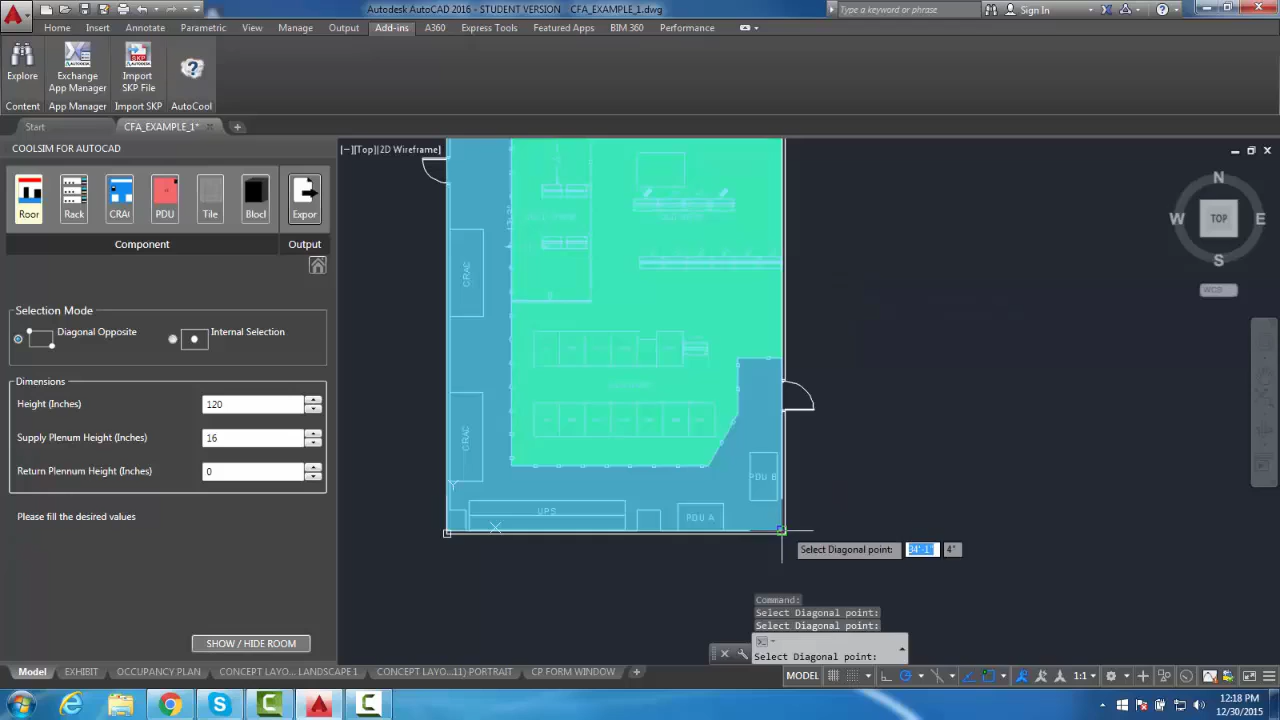 Autodesk AutoCAD 2016 - STUDENT VERSION CFA_EXAMPLE_1.dwg
Type a keyword or phrase
Sign In
Home Insert Annotate Parametric View Manage Output Add-ins A360 Express Tools Featured Apps BIM 360 Performance
Explore
Exchange
App Manager
Import
SKP File
Content App Manager Import SKP AutoCool
Start CFA_EXAMPLE_1*
COOLSIM FOR AUTOCAD
[−][Top][2D Wireframe]
Roor Rack CRAC PDU Tile Blocl Expor
Component Output
Selection Mode
Diagonal Opposite
Internal Selection
Dimensions
Height (Inches) 120
Supply Plenum Height (Inches) 16
Return Plennum Height (Inches) 0
Please fill the desired values
SHOW / HIDE ROOM
CRAC
CRAC
UPS
PDU A
PDU B
N
W TOP E
S
WCS
Y
X
Select Diagonal point: 34'-1" 4"
Command:
Select Diagonal point:
Select Diagonal point:
Select Diagonal point:
Model EXHIBIT OCCUPANCY PLAN CONCEPT LAYO... LANDSCAPE 1 CONCEPT LAYO...11) PORTRAIT CP FORM WINDOW
MODEL 1:1
12:18 PM
12/30/2015